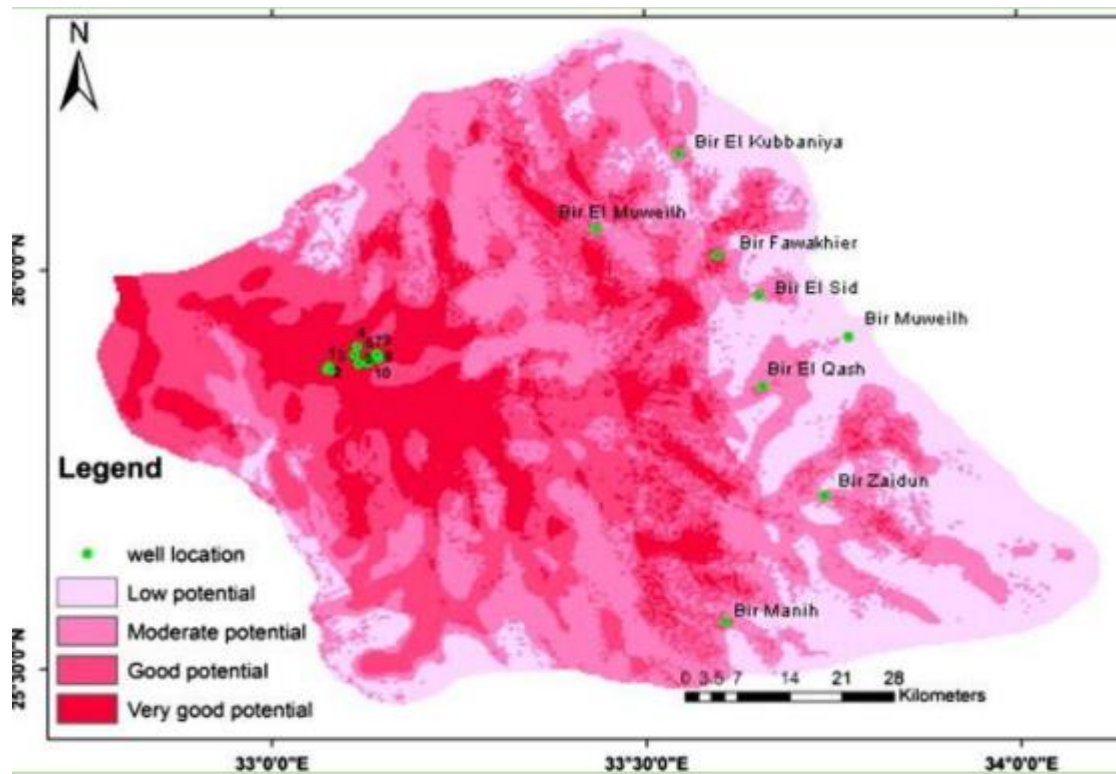 N
Bir El Kubbaniya
Bir El Muweilh
Bir Fawakhier
Bir El Sid
Bir Muweilh
Bir El Qash
Bir Zaidun
Bir Manih
4
10
26°0'0"N
25°30'0"N
Legend
well location
Low potential
Moderate potential
Good potential
Very good potential
0 3.5 7 14 21 28
Kilometers
33°0'0"E 33°30'0"E 34°0'0"E